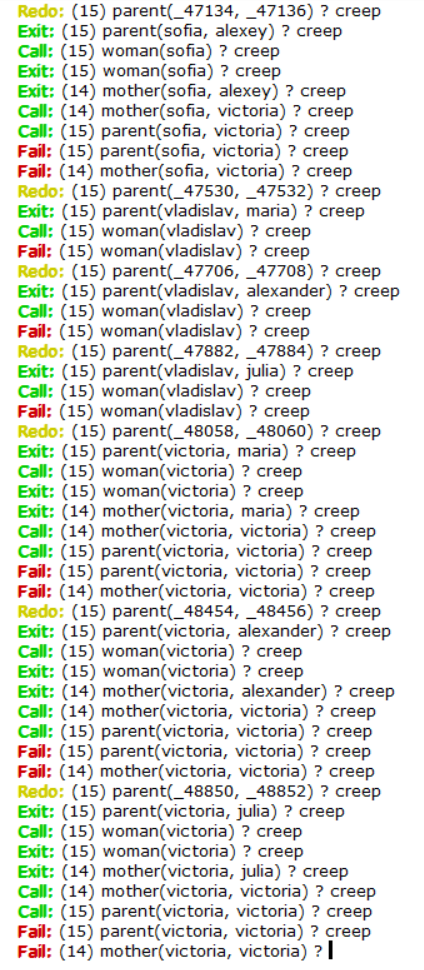 Redo: (15) parent(_47134, _47136) ? creep
Exit: (15) parent(sofia, alexey) ? creep
Call: (15) woman(sofia) ? creep
Exit: (15) woman(sofia) ? creep
Exit: (14) mother(sofia, alexey) ? creep
Call: (14) mother(sofia, victoria) ? creep
Call: (15) parent(sofia, victoria) ? creep
Fail: (15) parent(sofia, victoria) ? creep
Fail: (14) mother(sofia, victoria) ? creep
Redo: (15) parent(_47530, _47532) ? creep
Exit: (15) parent(vladislav, maria) ? creep
Call: (15) woman(vladislav) ? creep
Fail: (15) woman(vladislav) ? creep
Redo: (15) parent(_47706, _47708) ? creep
Exit: (15) parent(vladislav, alexander) ? creep
Call: (15) woman(vladislav) ? creep
Fail: (15) woman(vladislav) ? creep
Redo: (15) parent(_47882, _47884) ? creep
Exit: (15) parent(vladislav, julia) ? creep
Call: (15) woman(vladislav) ? creep
Fail: (15) woman(vladislav) ? creep
Redo: (15) parent(_48058, _48060) ? creep
Exit: (15) parent(victoria, maria) ? creep
Call: (15) woman(victoria) ? creep
Exit: (15) woman(victoria) ? creep
Exit: (14) mother(victoria, maria) ? creep
Call: (14) mother(victoria, victoria) ? creep
Call: (15) parent(victoria, victoria) ? creep
Fail: (15) parent(victoria, victoria) ? creep
Fail: (14) mother(victoria, victoria) ? creep
Redo: (15) parent(_48454, _48456) ? creep
Exit: (15) parent(victoria, alexander) ? creep
Call: (15) woman(victoria) ? creep
Exit: (15) woman(victoria) ? creep
Exit: (14) mother(victoria, alexander) ? creep
Call: (14) mother(victoria, victoria) ? creep
Call: (15) parent(victoria, victoria) ? creep
Fail: (15) parent(victoria, victoria) ? creep
Fail: (14) mother(victoria, victoria) ? creep
Redo: (15) parent(_48850, _48852) ? creep
Exit: (15) parent(victoria, julia) ? creep
Call: (15) woman(victoria) ? creep
Exit: (15) woman(victoria) ? creep
Exit: (14) mother(victoria, julia) ? creep
Call: (14) mother(victoria, victoria) ? creep
Call: (15) parent(victoria, victoria) ? creep
Fail: (15) parent(victoria, victoria) ? creep
Fail: (14) mother(victoria, victoria) ?